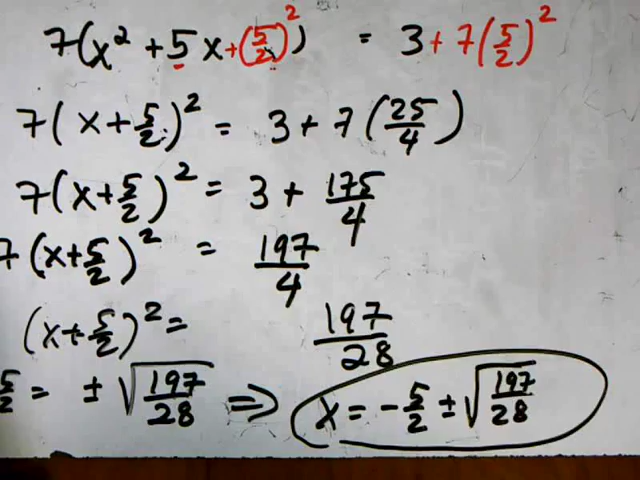 7(x² + 5x + (5/2)²) = 3 + 7(5/2)²
7(x + 5/2)² = 3 + 7(25/4)
7(x + 5/2)² = 3 + 175/4
7(x + 5/2)² = 197/4
(x + 5/2)² = 197/28
5/2 = ± √(197/28) ⇒ x = -5/2 ± √(197/28)